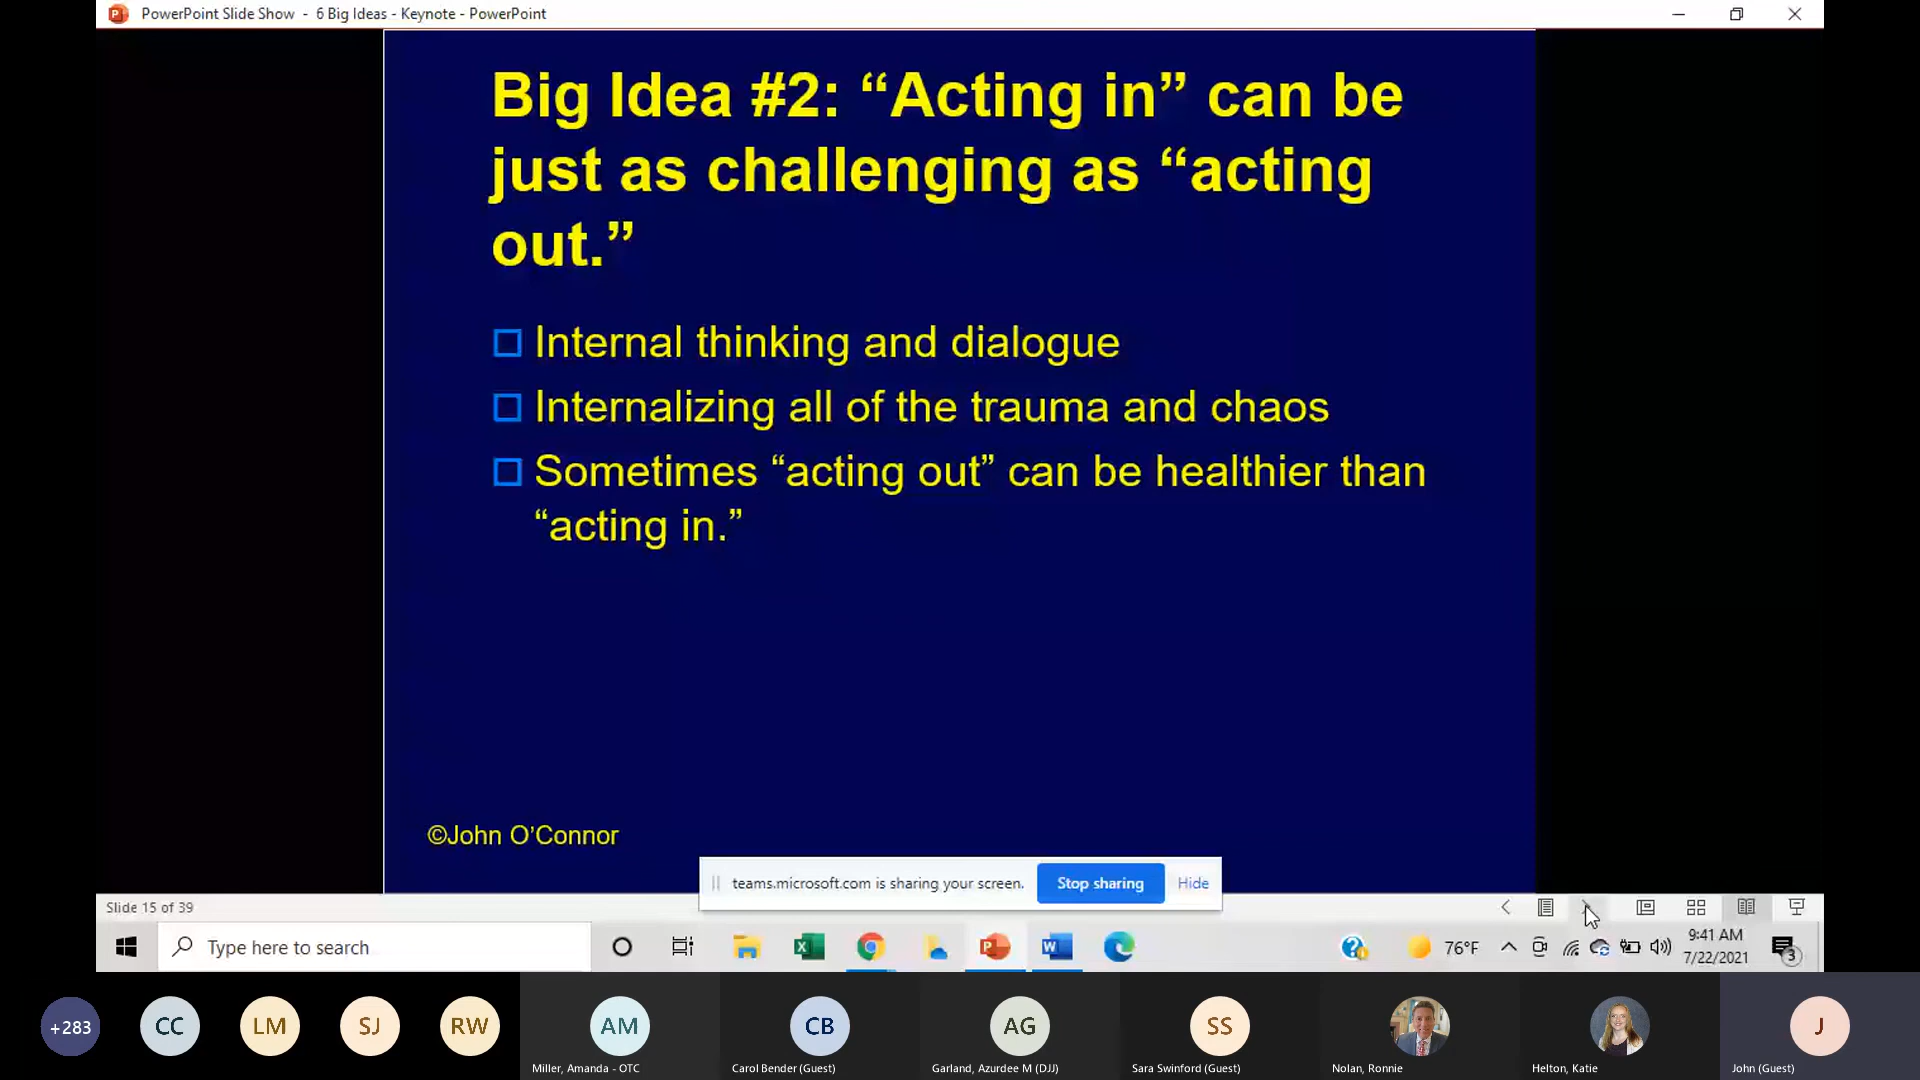 PowerPoint Slide Show - 6 Big Ideas - Keynote - PowerPoint
Big Idea #2: “Acting in” can be
just as challenging as “acting
out.”
Internal thinking and dialogue
Internalizing all of the trauma and chaos
Sometimes “acting out” can be healthier than
“acting in.”
©John O’Connor
teams.microsoft.com is sharing your screen.
Stop sharing
Hide
Slide 15 of 39
Type here to search
76°F
9:41 AM
7/22/2021
3
+283
CC
LM
SJ
RW
AM
CB
AG
SS
J
Miller, Amanda - OTC
Carol Bender (Guest)
Garland, Azurdee M (DJJ)
Sara Swinford (Guest)
Nolan, Ronnie
Helton, Katie
John (Guest)